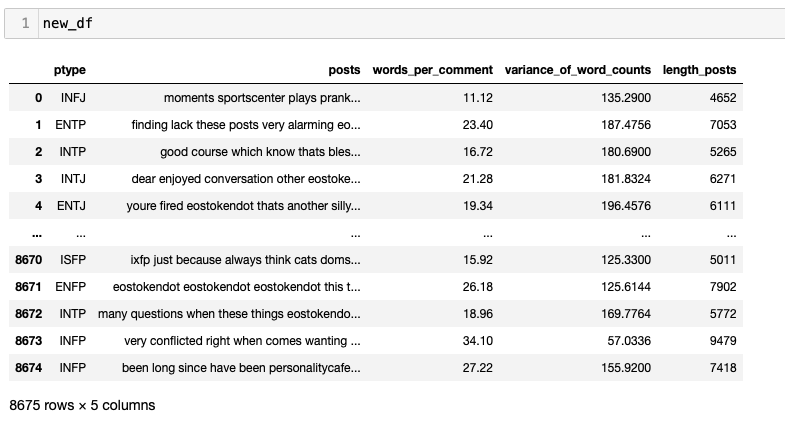 1 new_df
ptype posts words_per_comment variance_of_word_counts length_posts
0 INFJ moments sportscenter plays prank... 11.12 135.2900 4652
1 ENTP finding lack these posts very alarming eo... 23.40 187.4756 7053
2 INTP good course which know thats bles... 16.72 180.6900 5265
3 INTJ dear enjoyed conversation other eostoke... 21.28 181.8324 6271
4 ENTJ youre fired eostokendot thats another silly... 19.34 196.4576 6111
... ... ... ... ... ...
8670 ISFP ixfp just because always think cats doms... 15.92 125.3300 5011
8671 ENFP eostokendot eostokendot eostokendot this t... 26.18 125.6144 7902
8672 INTP many questions when these things eostokendo... 18.96 169.7764 5772
8673 INFP very conflicted right when comes wanting ... 34.10 57.0336 9479
8674 INFP been long since have been personalitycafe... 27.22 155.9200 7418
8675 rows × 5 columns